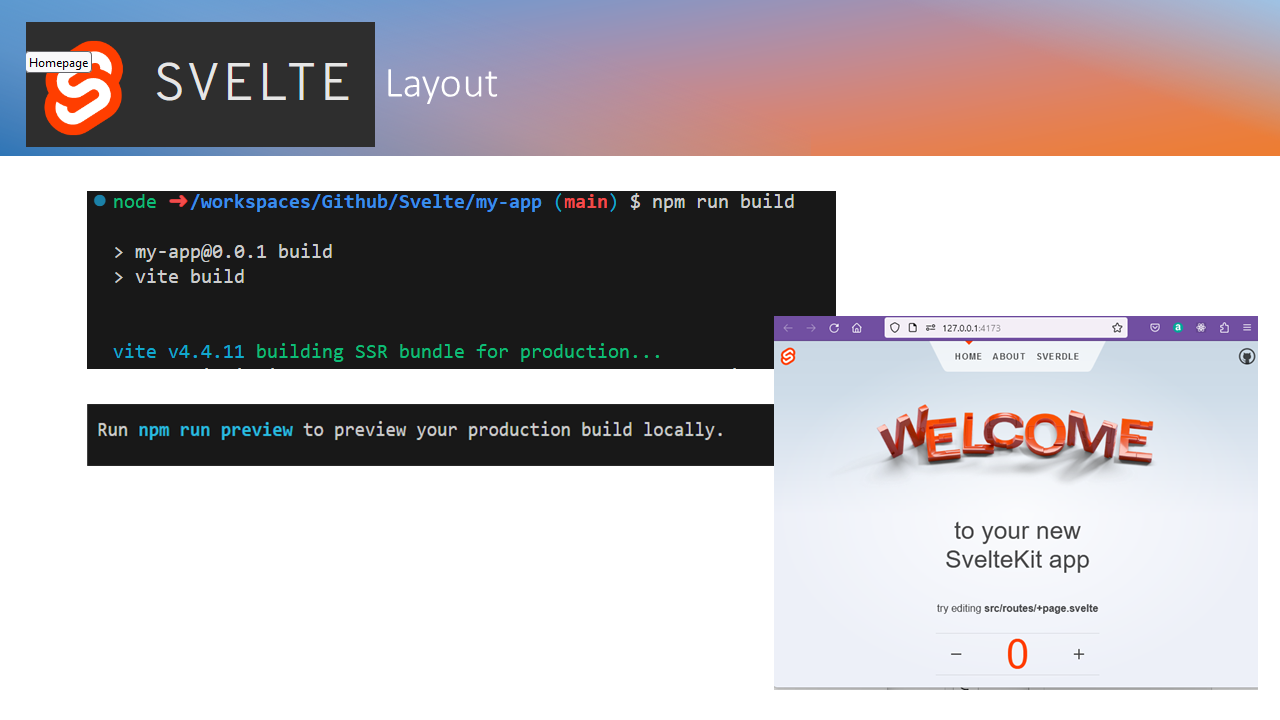 Homepage
SVELTE
Layout
node ➜ /workspaces/Github/Svelte/my-app (main) $ npm run build
> my-app@0.0.1 build
> vite build
vite v4.4.11 building SSR bundle for production...
Run npm run preview to preview your production build locally.
127.0.0.1:4173
HOME ABOUT SVERDLE
WELCOME
to your new
SvelteKit app
try editing src/routes/+page.svelte
− 0 +